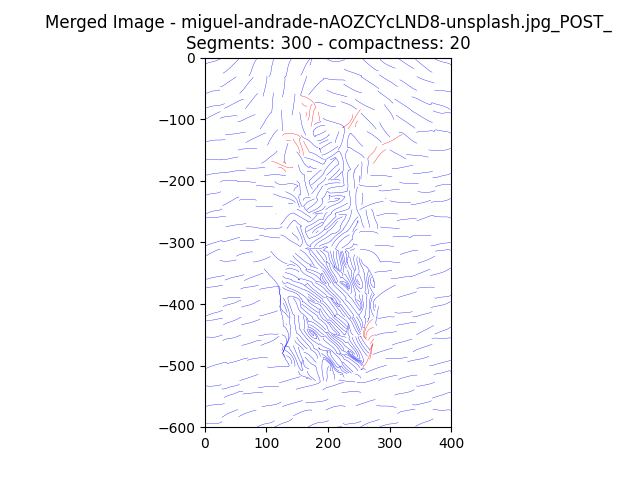 Merged Image - miguel-andrade-nAOZCYcLND8-unsplash.jpg_POST_
Segments: 300 - compactness: 20
0
−100
−200
−300
−400
−500
−600
0 100 200 300 400